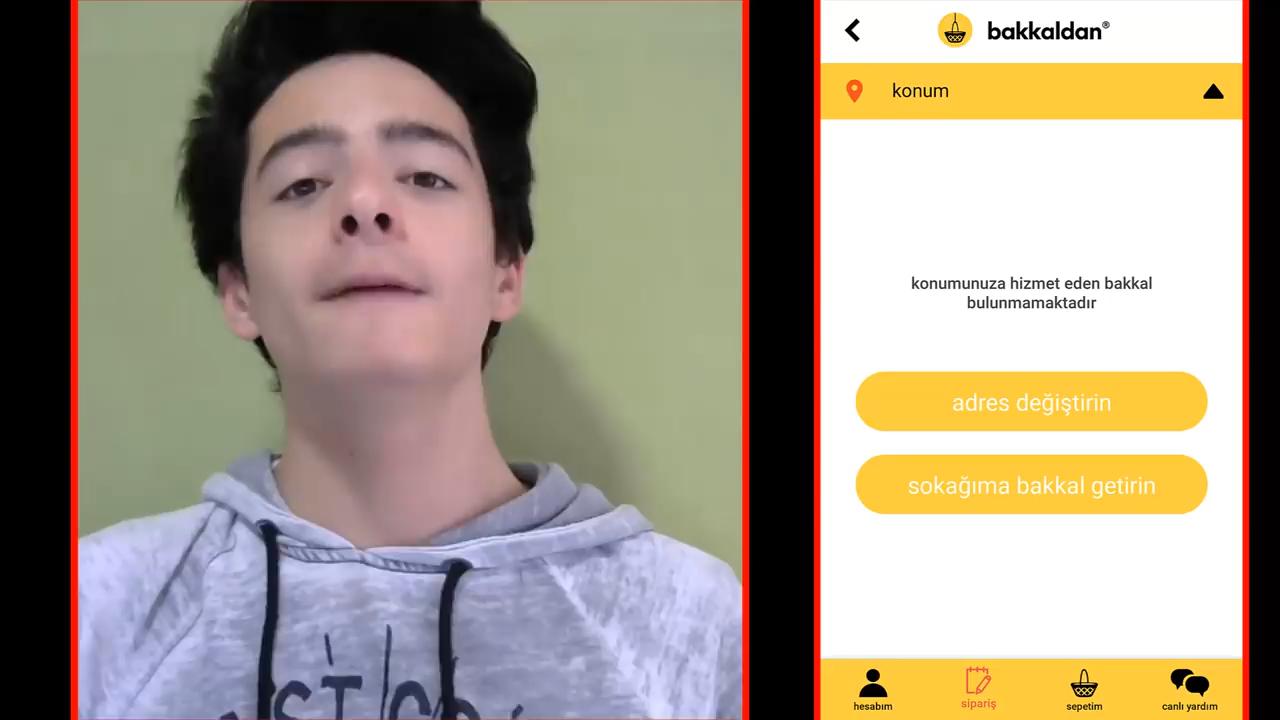 bakkaldan®
konum
konumunuza hizmet eden bakkal
bulunmamaktadır
adres değiştirin
sokağıma bakkal getirin
hesabım
sipariş
sepetim
canlı yardım